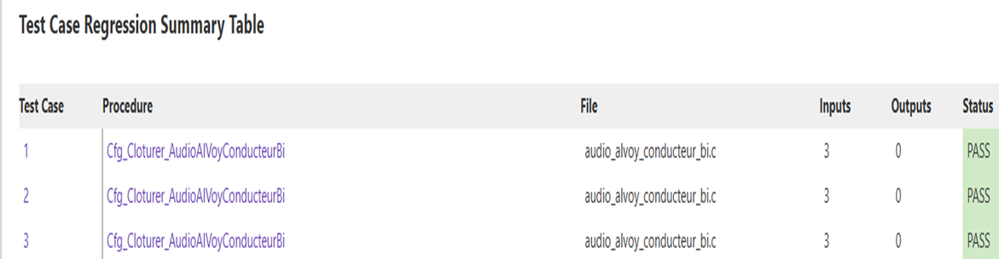 Test Case Regression Summary Table
Test Case Procedure File Inputs Outputs Status
1 Cfg_Cloturer_AudioAlVoyConducteurBi audio_alvoy_conducteur_bi.c 3 0 PASS
2 Cfg_Cloturer_AudioAlVoyConducteurBi audio_alvoy_conducteur_bi.c 3 0 PASS
3 Cfg_Cloturer_AudioAlVoyConducteurBi audio_alvoy_conducteur_bi.c 3 0 PASS